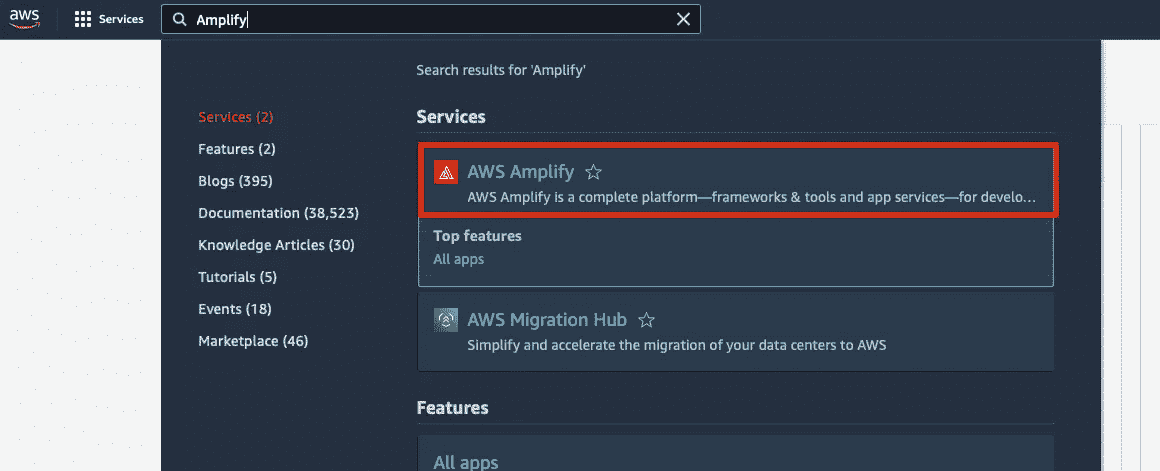 aws
Services
Amplify
Search results for 'Amplify'
Services (2)
Features (2)
Blogs (395)
Documentation (38,523)
Knowledge Articles (30)
Tutorials (5)
Events (18)
Marketplace (46)
Services
AWS Amplify
AWS Amplify is a complete platform—frameworks & tools and app services—for develo...
Top features
All apps
AWS Migration Hub
Simplify and accelerate the migration of your data centers to AWS
Features
All apps